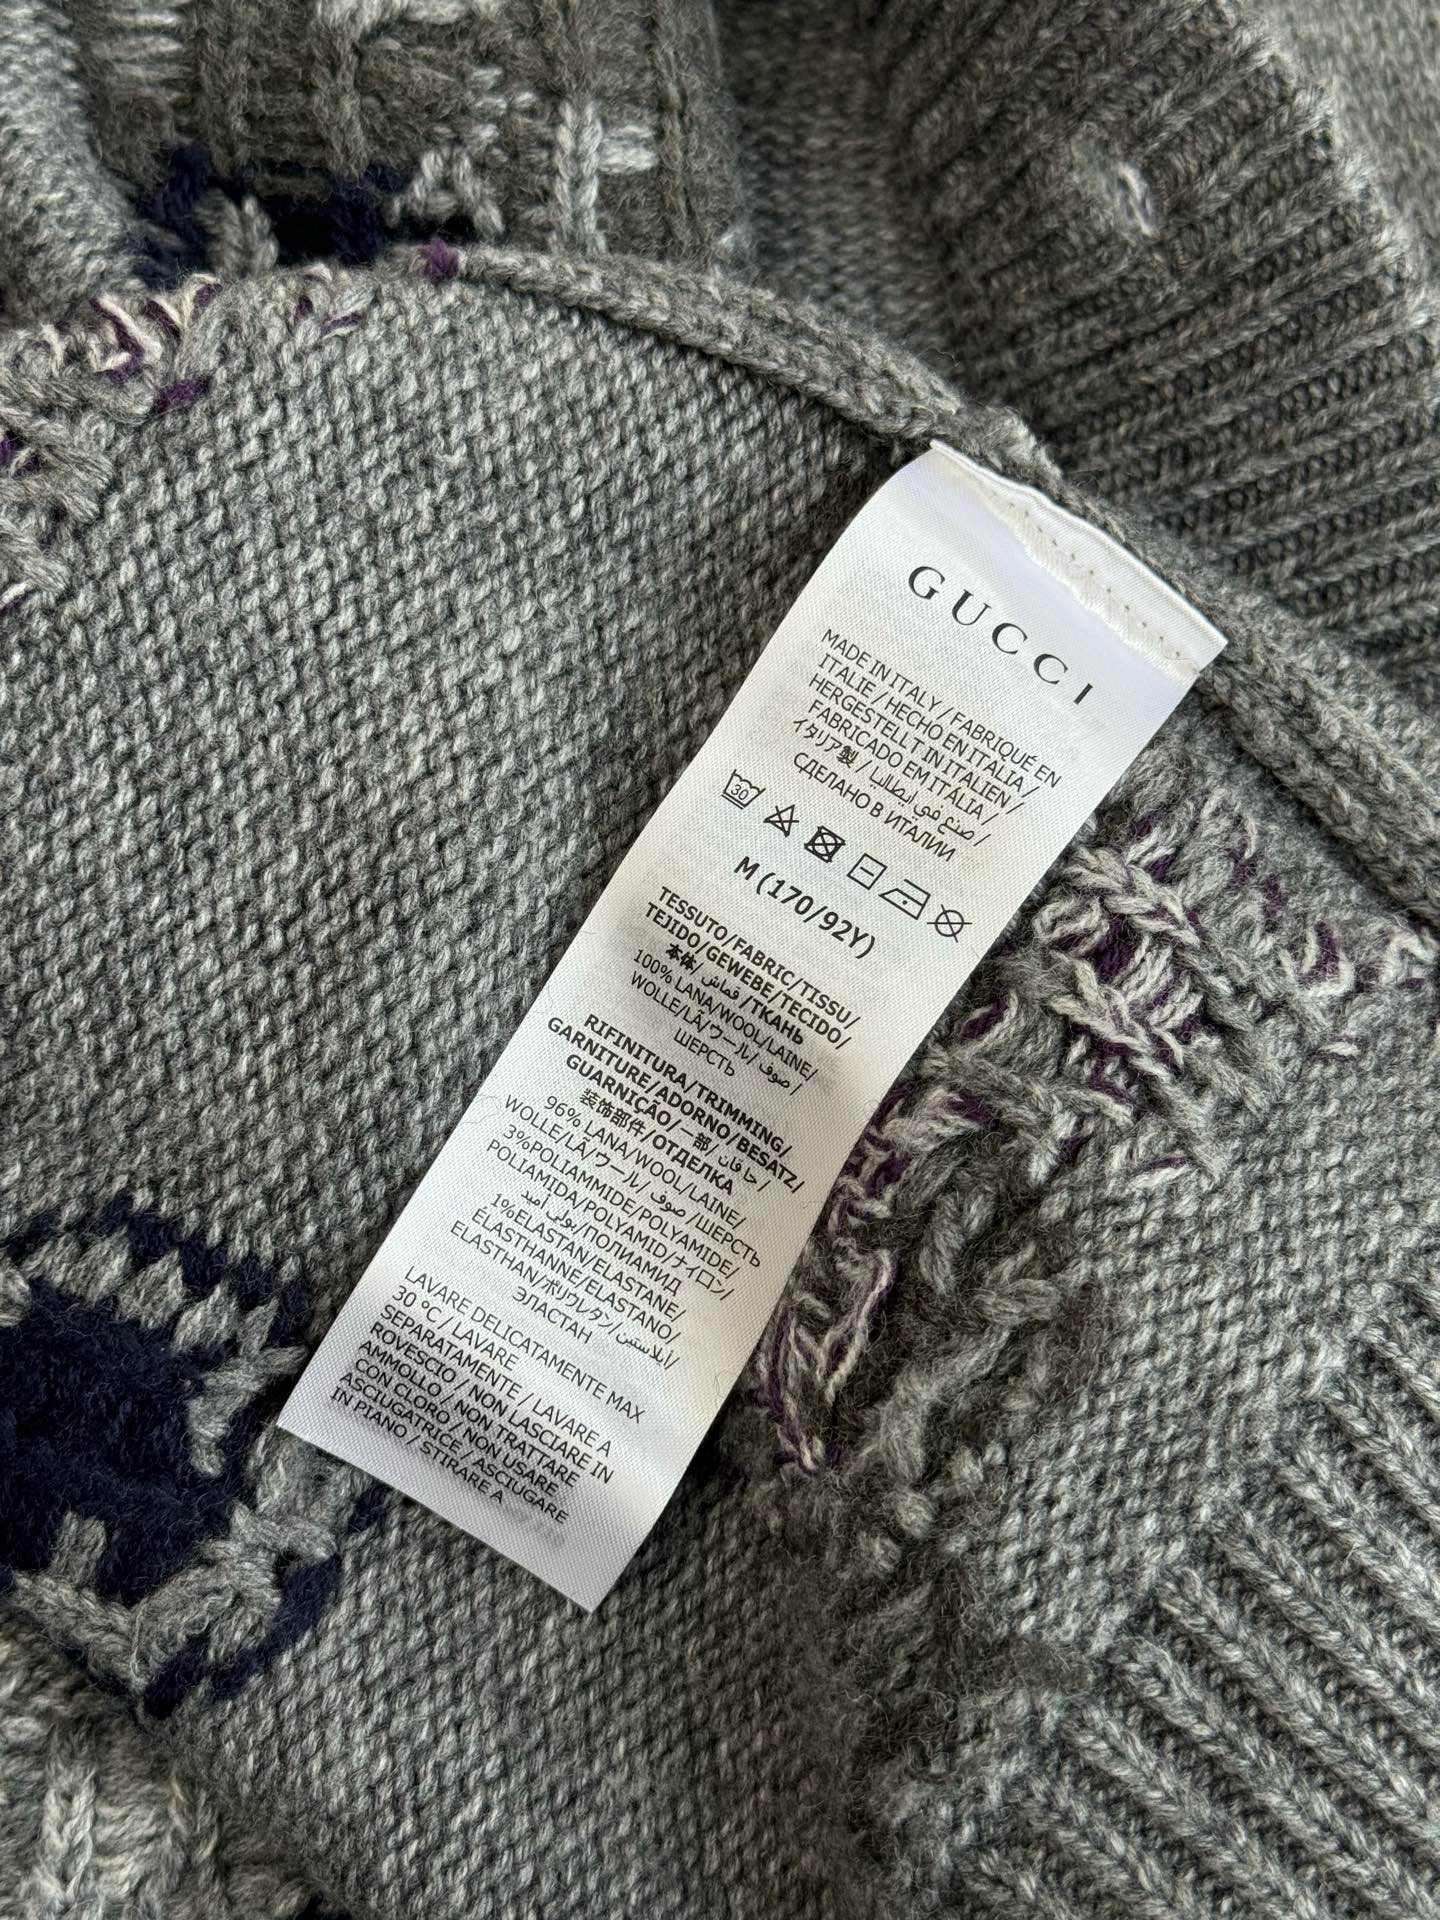 GUCCI
MADE IN ITALY / FABRIQUÉ EN
ITALIE / HECHO EN ITALIA /
HERGESTELLT IN ITALIEN /
FABRICADO EM ITÁLIA /
イタリア製 / صنع في إيطاليا /
СДЕЛАНО В ИТАЛИИ
30
M (170/92Y)
TESSUTO/FABRIC/TISSU/
TEJIDO/GEWEBE/TECIDO/
本体/ قماش /ТКАНЬ
100% LANA/WOOL/LAINE/
WOLLE/LÃ/ウール/ صوف /
ШЕРСТЬ
RIFINITURA/TRIMMING/
GARNITURE/ADORNO/BESATZ/
GUARNIÇÃO/一部/ حافان /
装饰部件/ОТДЕЛКА
96% LANA/WOOL/LAINE/
WOLLE/LÃ/ウール/ صوف /ШЕРСТЬ
3%POLIAMMIDE/POLYAMIDE/
POLIAMIDA/POLYAMID/ナイロン/
بولي أميد/ПОЛИАМИД
1%ELASTAN/ELASTANE/
ÉLASTHANNE/ELASTANO/
ELASTHAN/ポリウレタン/إيلاستين/
ЭЛАСТАН
LAVARE DELICATAMENTE MAX
30 °C / LAVARE
SEPARATAMENTE / LAVARE A
ROVESCIO / NON LASCIARE IN
AMMOLLO / NON TRATTARE
CON CLORO / NON USARE
ASCIUGATRICE / ASCIUGARE
IN PIANO / STIRARE A